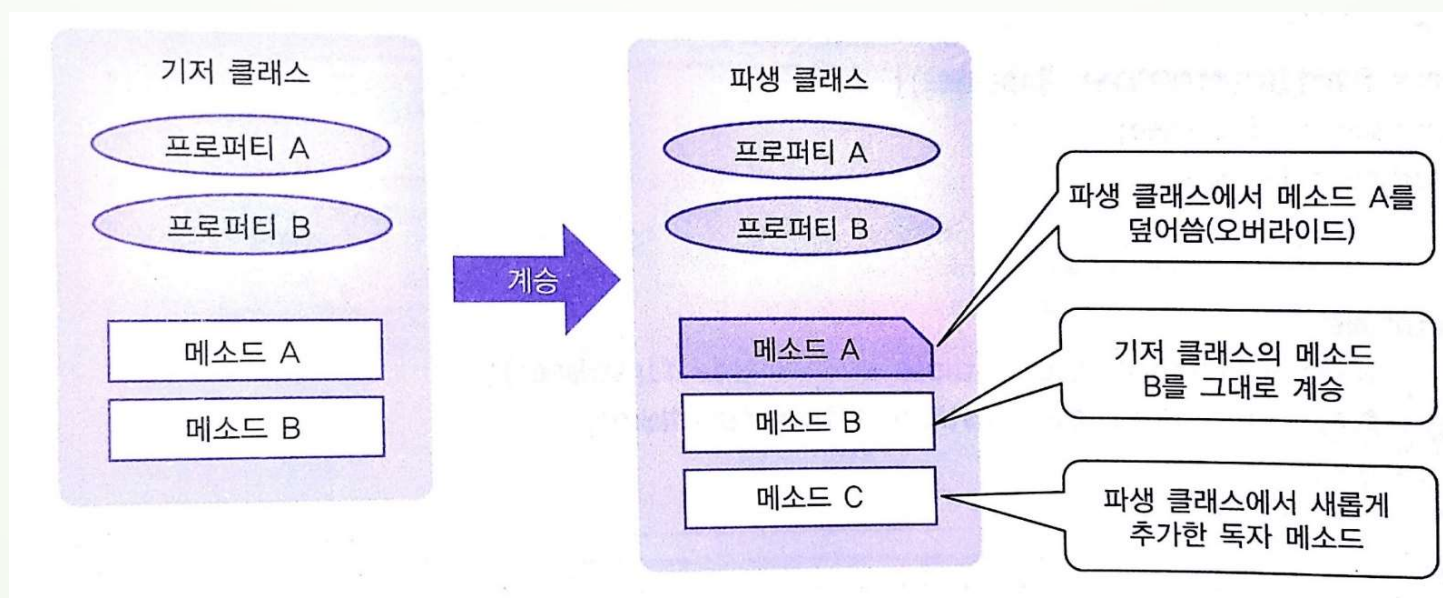 기저 클래스
프로퍼티 A
프로퍼티 B
메소드 A
메소드 B
계승
파생 클래스
프로퍼티 A
프로퍼티 B
메소드 A
메소드 B
메소드 C
파생 클래스에서 메소드 A를
덮어씀(오버라이드)
기저 클래스의 메소드
B를 그대로 계승
파생 클래스에서 새롭게
추가한 독자 메소드